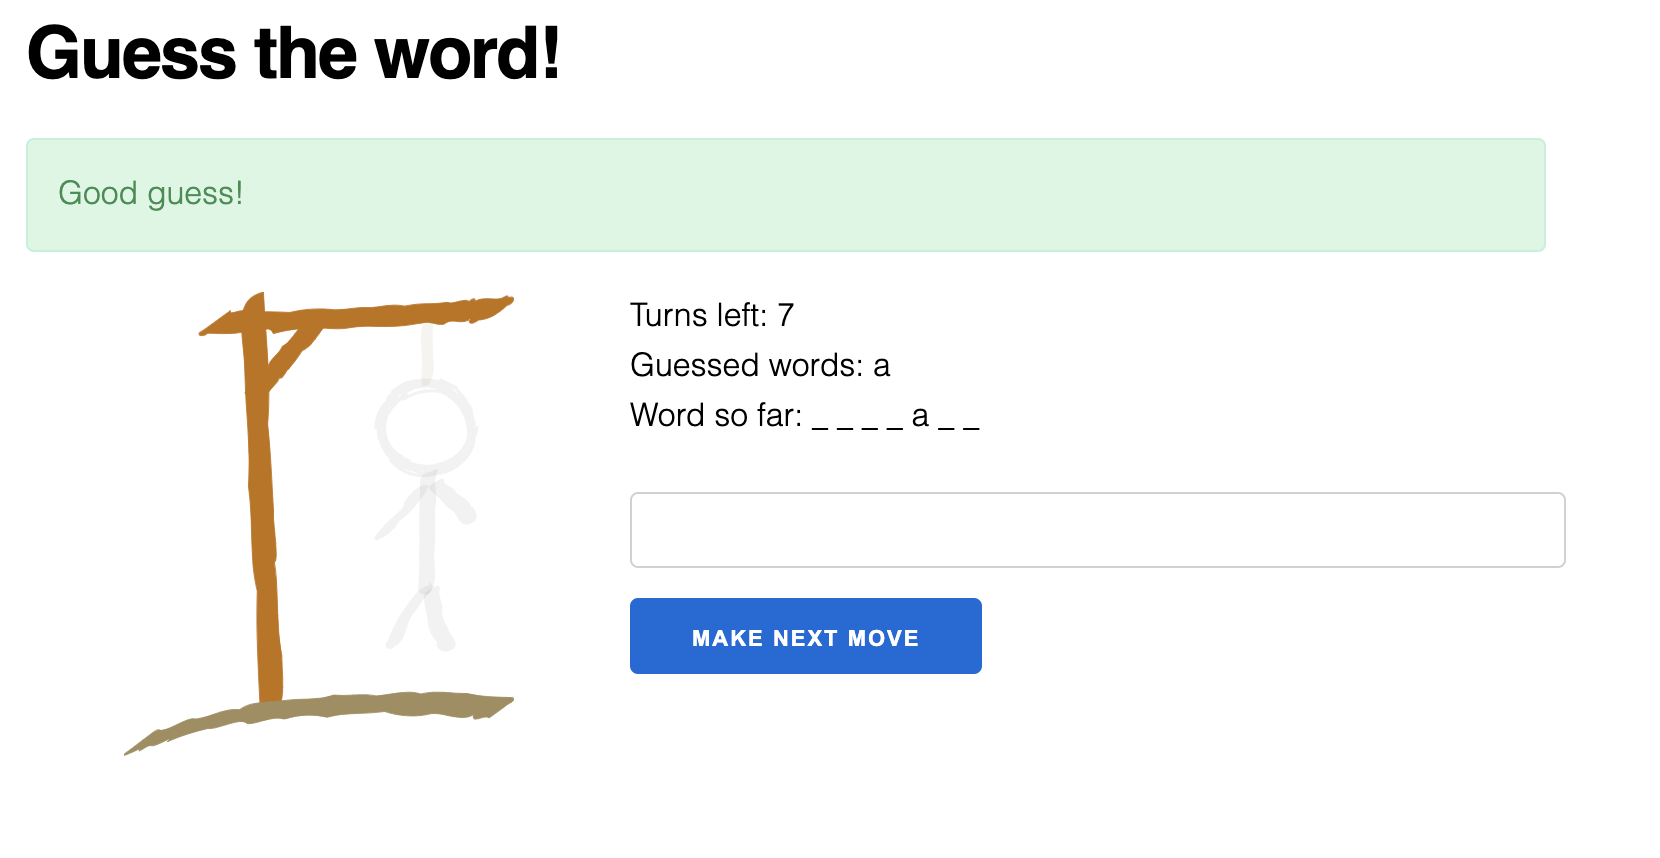 Guess the word!
Good guess!
Turns left: 7
Guessed words: a
Word so far: _ _ _ _ a _ _
MAKE NEXT MOVE